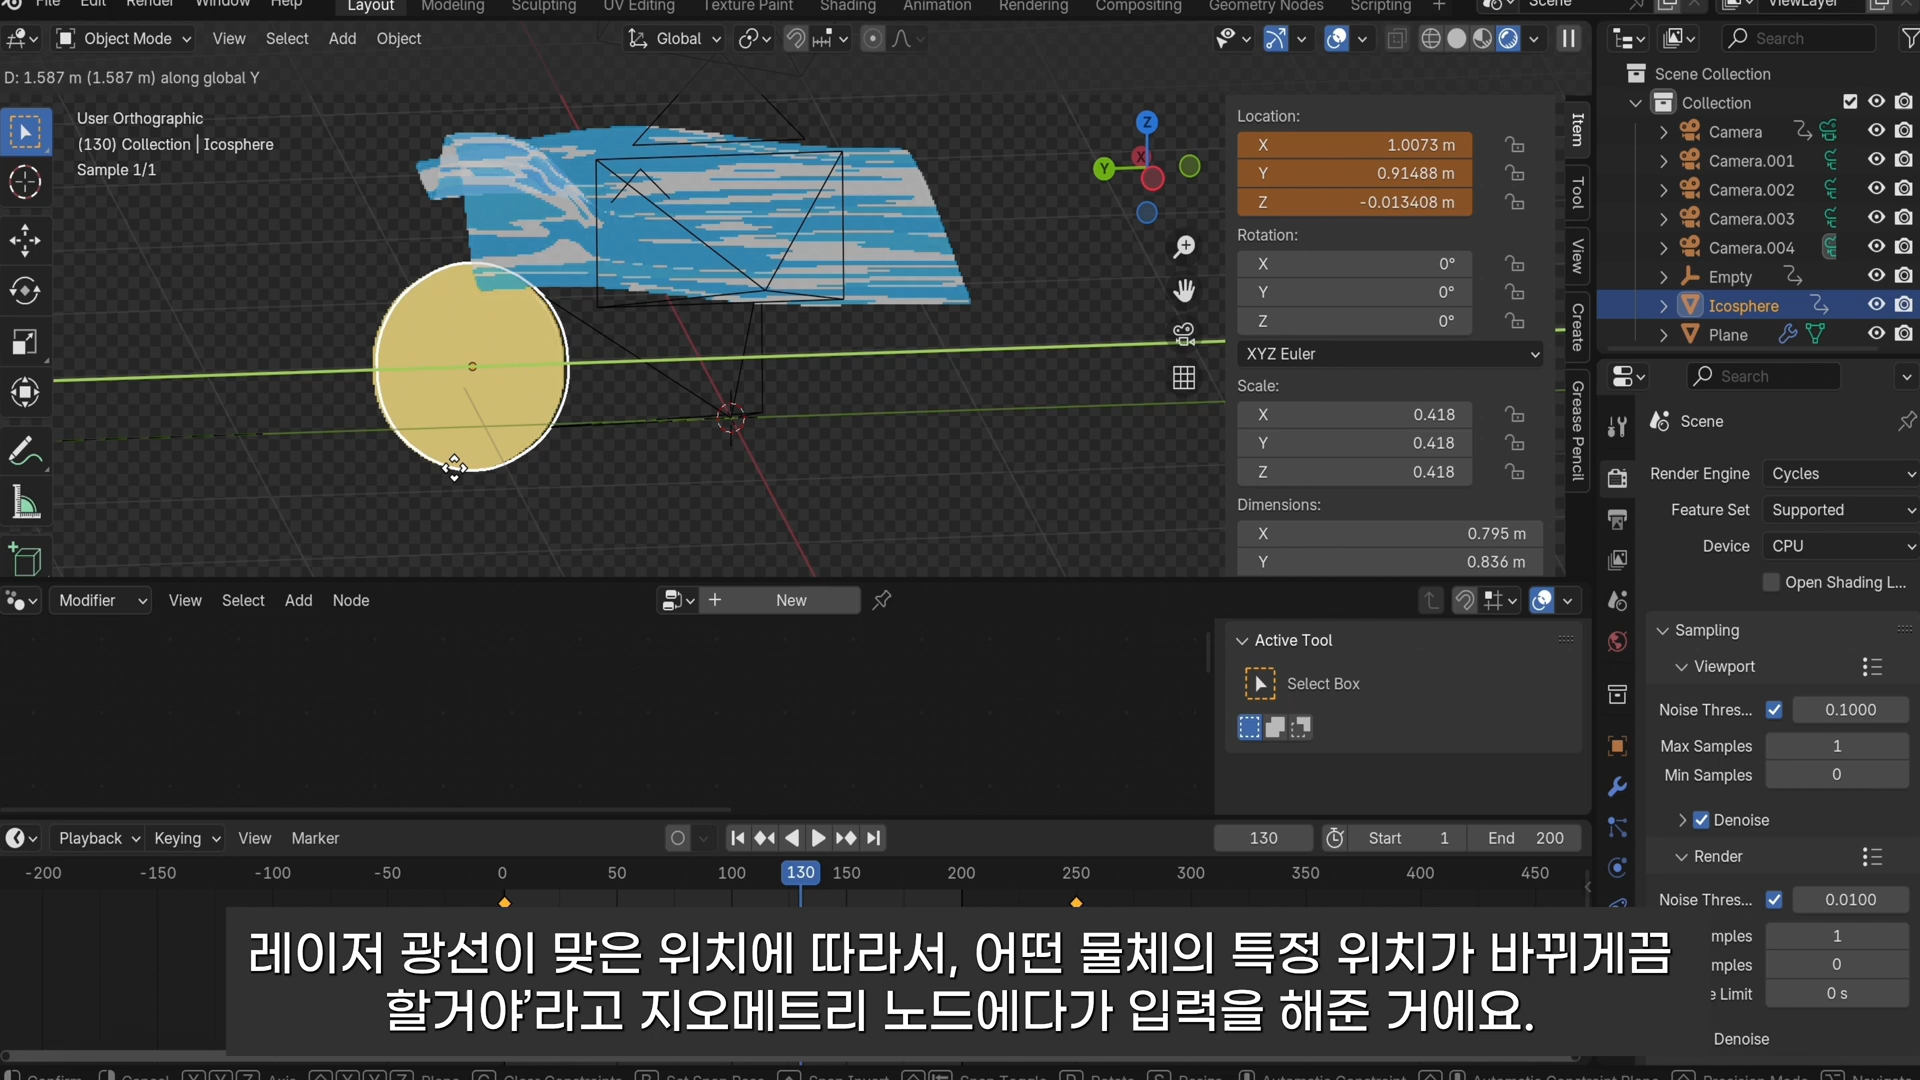 File Edit Render Window Help Layout Modeling Sculpting UV Editing Texture Paint Shading Animation Rendering Compositing Geometry Nodes Scripting Scene ViewLayer
Object Mode View Select Add Object Global Search
D: 1.587 m (1.587 m) along global Y
User Orthographic
(130) Collection | Icosphere
Sample 1/1
Z
Y
X
Location:
X 1.0073 m
Y 0.91488 m
Z -0.013408 m
Rotation:
X 0°
Y 0°
Z 0°
XYZ Euler
Scale:
X 0.418
Y 0.418
Z 0.418
Dimensions:
X 0.795 m
Y 0.836 m
Item
Tool
View
Create
Grease Pencil
Scene Collection
Collection
Camera
Camera.001
Camera.002
Camera.003
Camera.004
Empty
Icosphere
Plane
Search
Scene
Render Engine Cycles
Feature Set Supported
Device CPU
Open Shading L...
Sampling
Viewport
Noise Thres... 0.1000
Max Samples 1
Min Samples 0
Denoise
Render
Noise Thres... 0.0100
mples 1
mples 0
e Limit 0 s
Denoise
Modifier View Select Add Node New
Active Tool
Select Box
Playback Keying View Marker 130 Start 1 End 200
-200 -150 -100 -50 0 50 100 130 150 200 250 300 350 400 450
레이저 광선이 맞은 위치에 따라서, 어떤 물체의 특정 위치가 바뀌게끔
할거야'라고 지오메트리 노드에다가 입력을 해준 거에요.